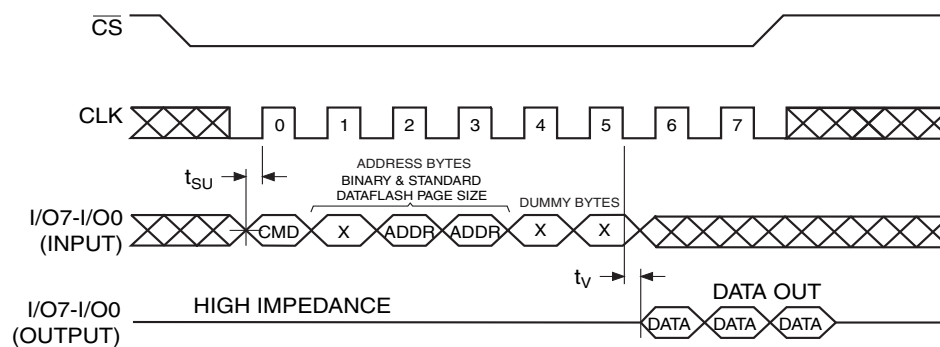 CS
CLK
0 1 2 3 4 5 6 7
tSU
ADDRESS BYTES
BINARY & STANDARD
DATAFLASH PAGE SIZE
DUMMY BYTES
I/O7-I/O0
(INPUT)
CMD X ADDR ADDR X X
tV
I/O7-I/O0
(OUTPUT)
HIGH IMPEDANCE
DATA OUT
DATA DATA DATA